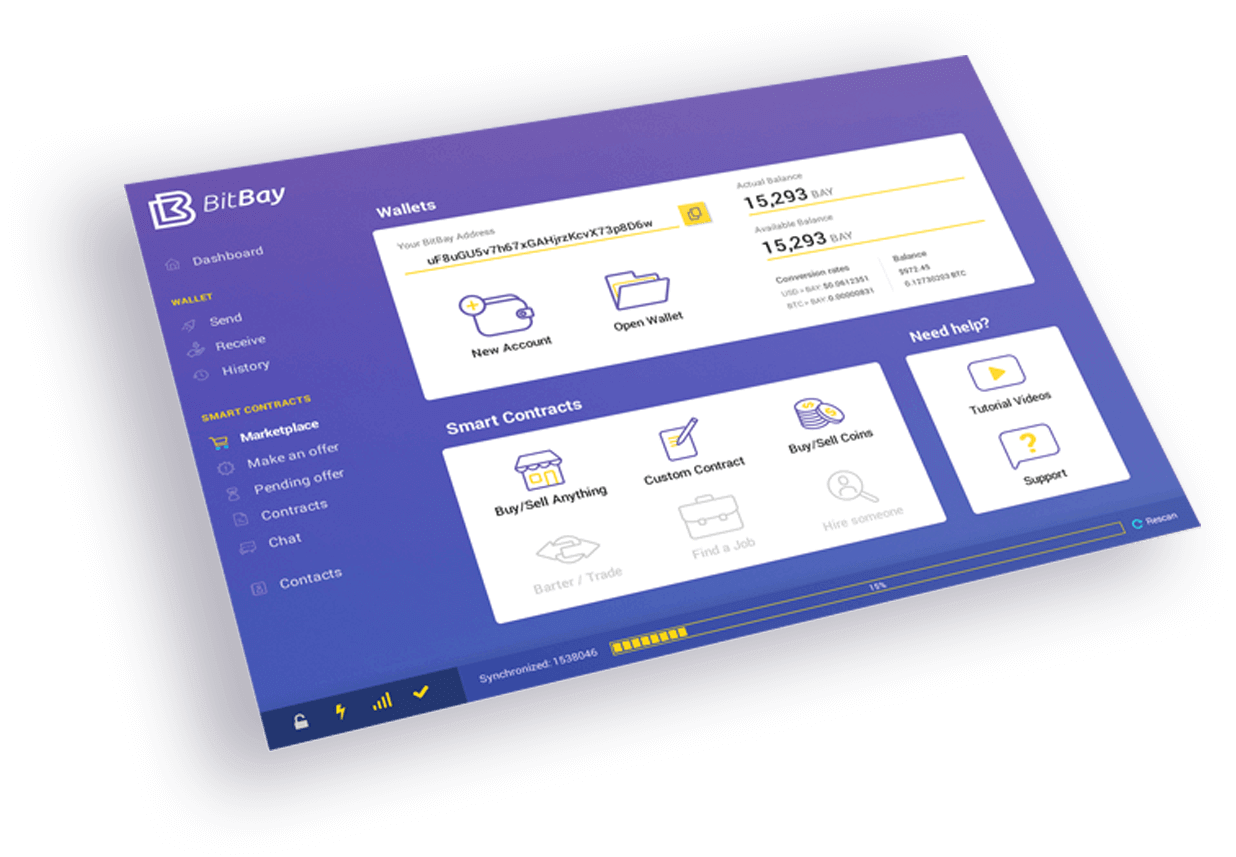 BitBay
Dashboard
WALLET
Send
Receive
History
SMART CONTRACTS
Marketplace
Make an offer
Pending offer
Contracts
Chat
Contacts
Wallets
Your BitBay Address
uF8uGU5v7h67xGAHjrzKcvX73p8D6w
New Account
Open Wallet
Actual Balance
15,293 BAY
Available Balance
15,293 BAY
Conversion rates
USD > BAY: $0.0612351
BTC > BAY: 0.00000831
Balance
$972.45
0.12730203 BTC
Smart Contracts
Buy/Sell Anything
Custom Contract
Buy/Sell Coins
Barter / Trade
Find a Job
Hire someone
Need help?
Tutorial Videos
Support
Synchronized: 1538046
15%
Rescan